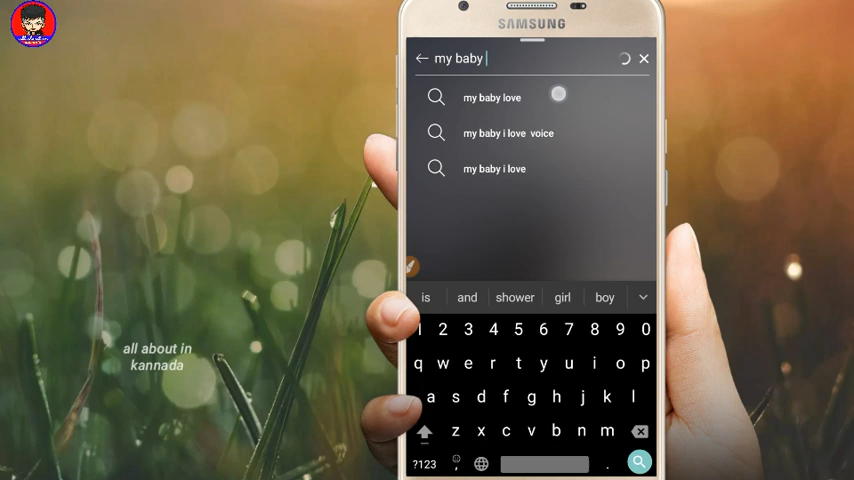 SAMSUNG
my baby
my baby love
my baby i love voice
my baby i love
is and shower girl boy
1 2 3 4 5 6 7 8 9 0
q w e r t y u i o p
a s d f g h j k l
z x c v b n m
?123 , .
all about in
kannada